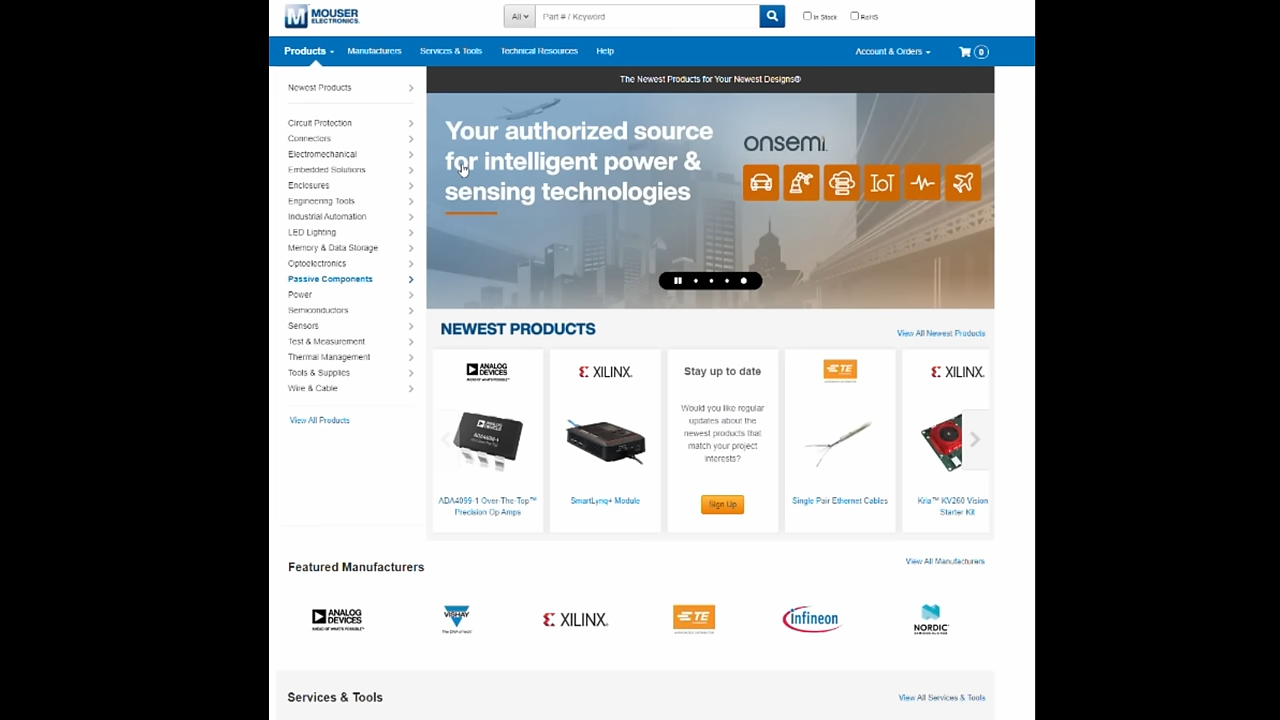 MOUSER
ELECTRONICS.
All
Part # / Keyword
In Stock
RoHS
Products
Manufacturers
Services & Tools
Technical Resources
Help
Account & Orders
0
Newest Products
Circuit Protection
Connectors
Electromechanical
Embedded Solutions
Enclosures
Engineering Tools
Industrial Automation
LED Lighting
Memory & Data Storage
Optoelectronics
Passive Components
Power
Semiconductors
Sensors
Test & Measurement
Thermal Management
Tools & Supplies
Wire & Cable
View All Products
The Newest Products for Your Newest Designs®
Your authorized source
for intelligent power &
sensing technologies
onsemi
IoT
NEWEST PRODUCTS
View All Newest Products
ANALOG
DEVICES
AHEAD OF WHAT'S POSSIBLE™
ADA4099-1 Over-The-Top™
Precision Op Amps
XILINX.
SmartLynq+ Module
Stay up to date
Would you like regular
updates about the
newest products that
match your project
interests?
Sign Up
TE
Single Pair Ethernet Cables
XILINX.
Kria™ KV260 Vision
Starter Kit
Featured Manufacturers
View All Manufacturers
ANALOG
DEVICES
AHEAD OF WHAT'S POSSIBLE™
VISHAY
The DNA of tech.
XILINX.
TE
infineon
NORDIC
SEMICONDUCTOR
Services & Tools
View All Services & Tools